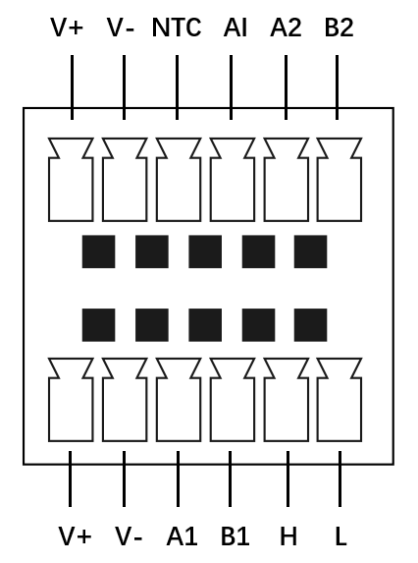 V+ V- NTC AI A2 B2
V+ V- A1 B1 H L